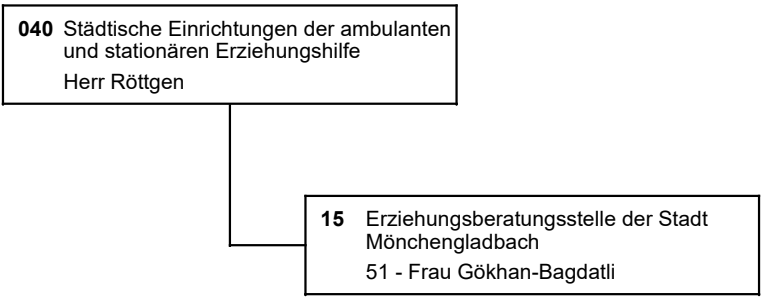 040 Städtische Einrichtungen der ambulanten
und stationären Erziehungshilfe
Herr Röttgen
15 Erziehungsberatungsstelle der Stadt
Mönchengladbach
51 - Frau Gökhan-Bagdatli